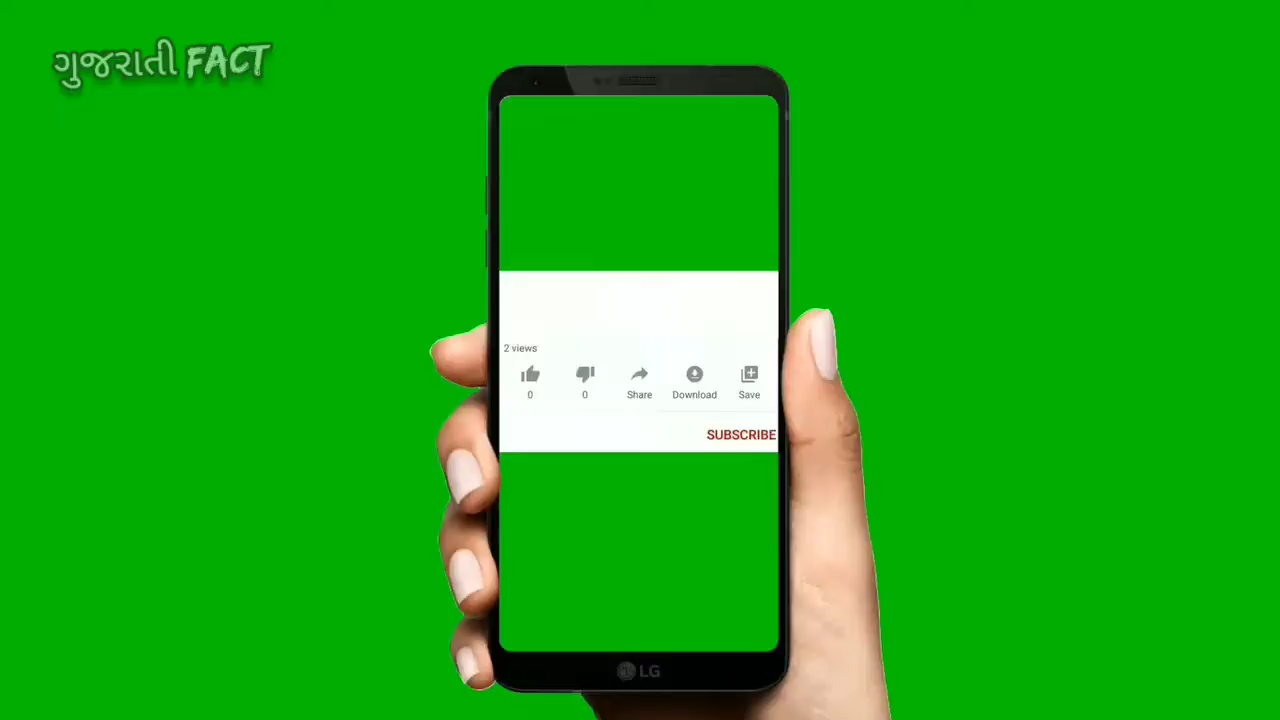 ગુજરાતી FACT
2 views
0
0
Share
Download
Save
SUBSCRIBE
LG